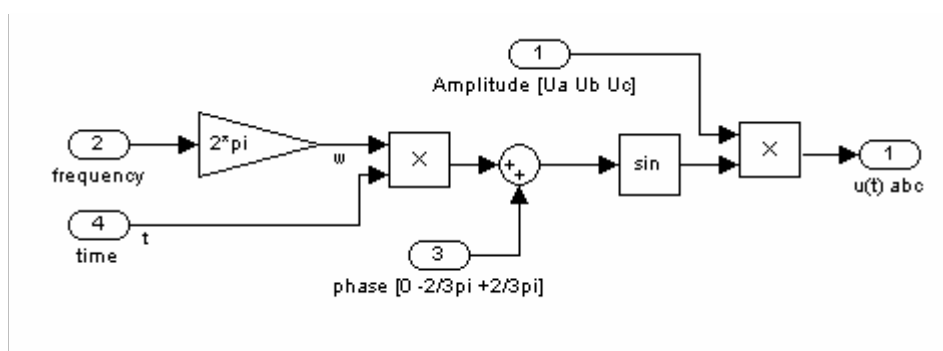 1
Amplitude [Ua Ub Uc]
2
frequency
2*pi
w
×
4
time
t
+
+
3
phase [0 -2/3pi +2/3pi]
sin
×
1
u(t) abc